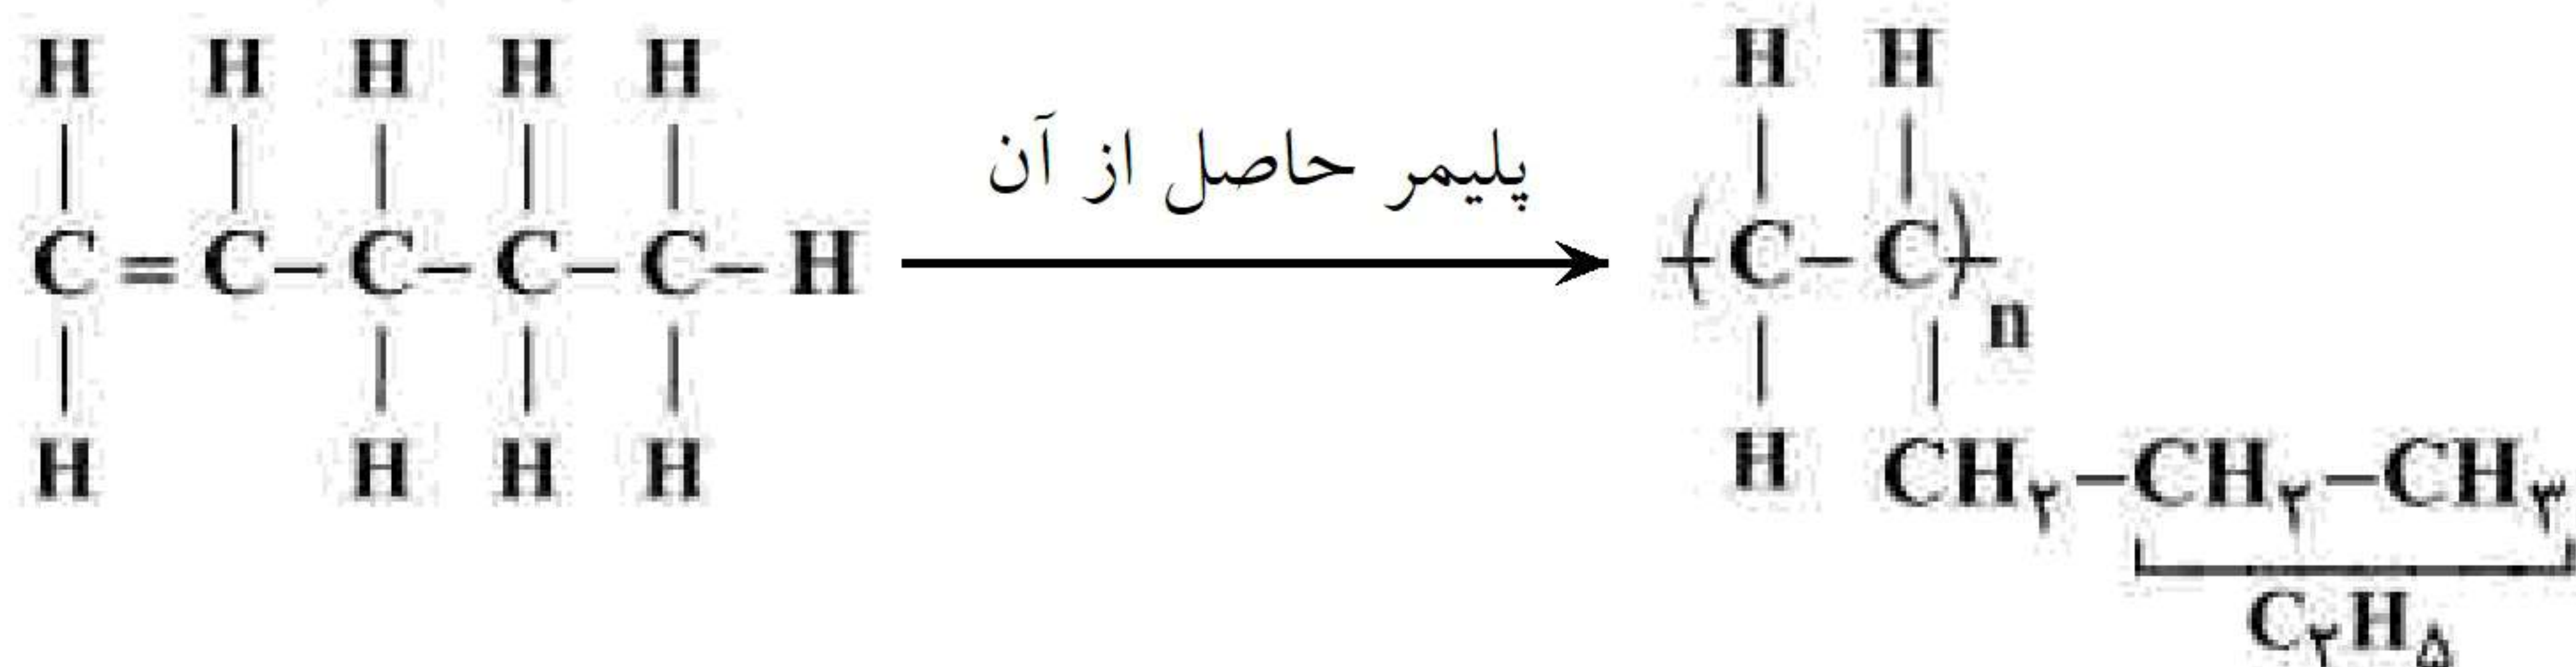 H H H H H H H
پلیمر حاصل از آن
C = C – C – C – C – H –( C – C )– n
H H H H H CH۲–CH۲–CH۳
C۲H۵